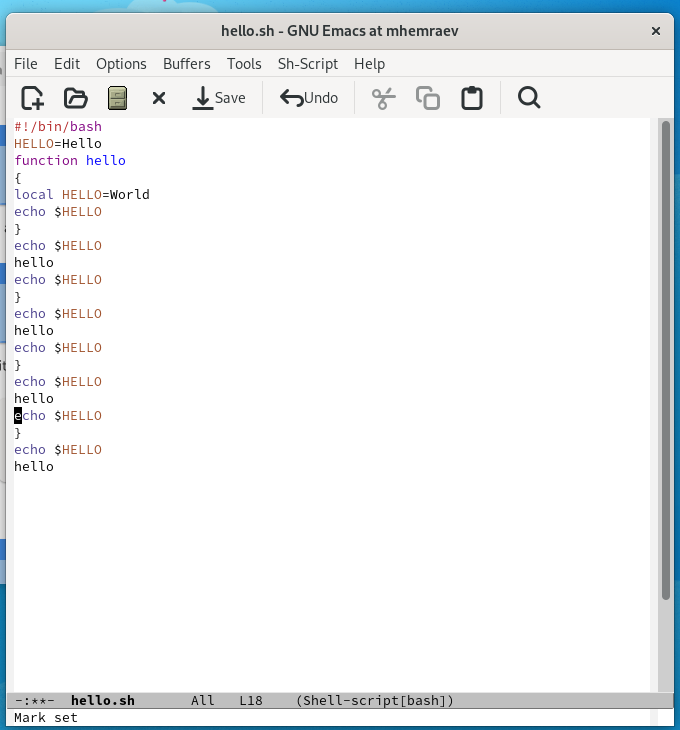 hello.sh - GNU Emacs at mhemraev
File Edit Options Buffers Tools Sh-Script Help
Save Undo
#!/bin/bash
HELLO=Hello
function hello
{
local HELLO=World
echo $HELLO
}
echo $HELLO
hello
echo $HELLO
}
echo $HELLO
hello
echo $HELLO
}
echo $HELLO
hello
echo $HELLO
}
echo $HELLO
hello
-:**- hello.sh All L18 (Shell-script[bash])
Mark set